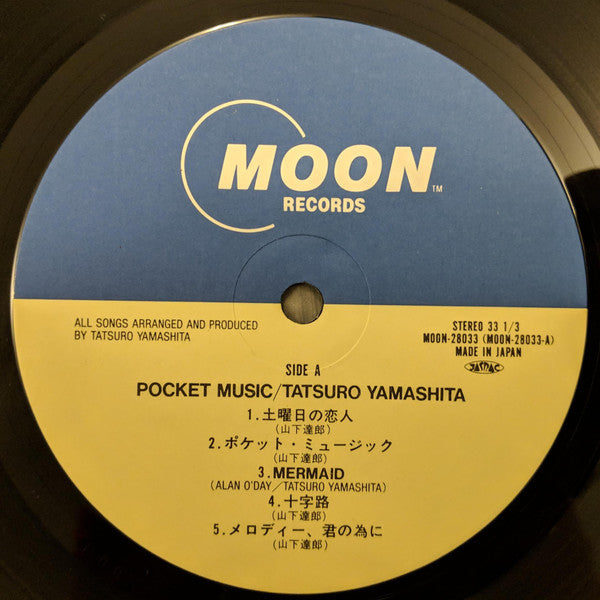 MOON™
RECORDS
ALL SONGS ARRANGED AND PRODUCED
BY TATSURO YAMASHITA
STEREO 33 1/3
MOON-28033 (MOON-28033-A)
MADE IN JAPAN
JASRAC
SIDE A
POCKET MUSIC/TATSURO YAMASHITA
1.土曜日の恋人
(山下達郎)
2.ポケット・ミュージック
(山下達郎)
3.MERMAID
(ALAN O'DAY/TATSURO YAMASHITA)
4.十字路
(山下達郎)
5.メロディー、君の為に
(山下達郎)